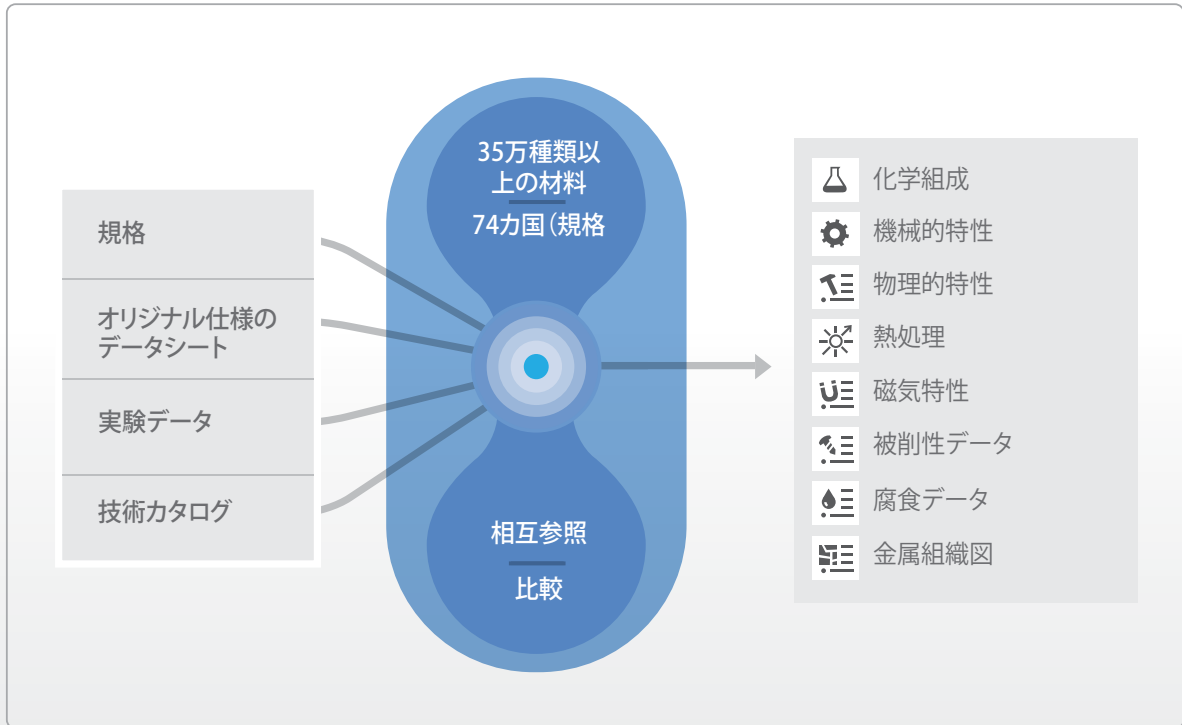 規格
オリジナル仕様の
データシート
実験データ
技術カタログ
35万種類以
上の材料
74カ国（規格
相互参照
比較
化学組成
機械的特性
物理的特性
熱処理
磁気特性
被削性データ
腐食データ
金属組織図